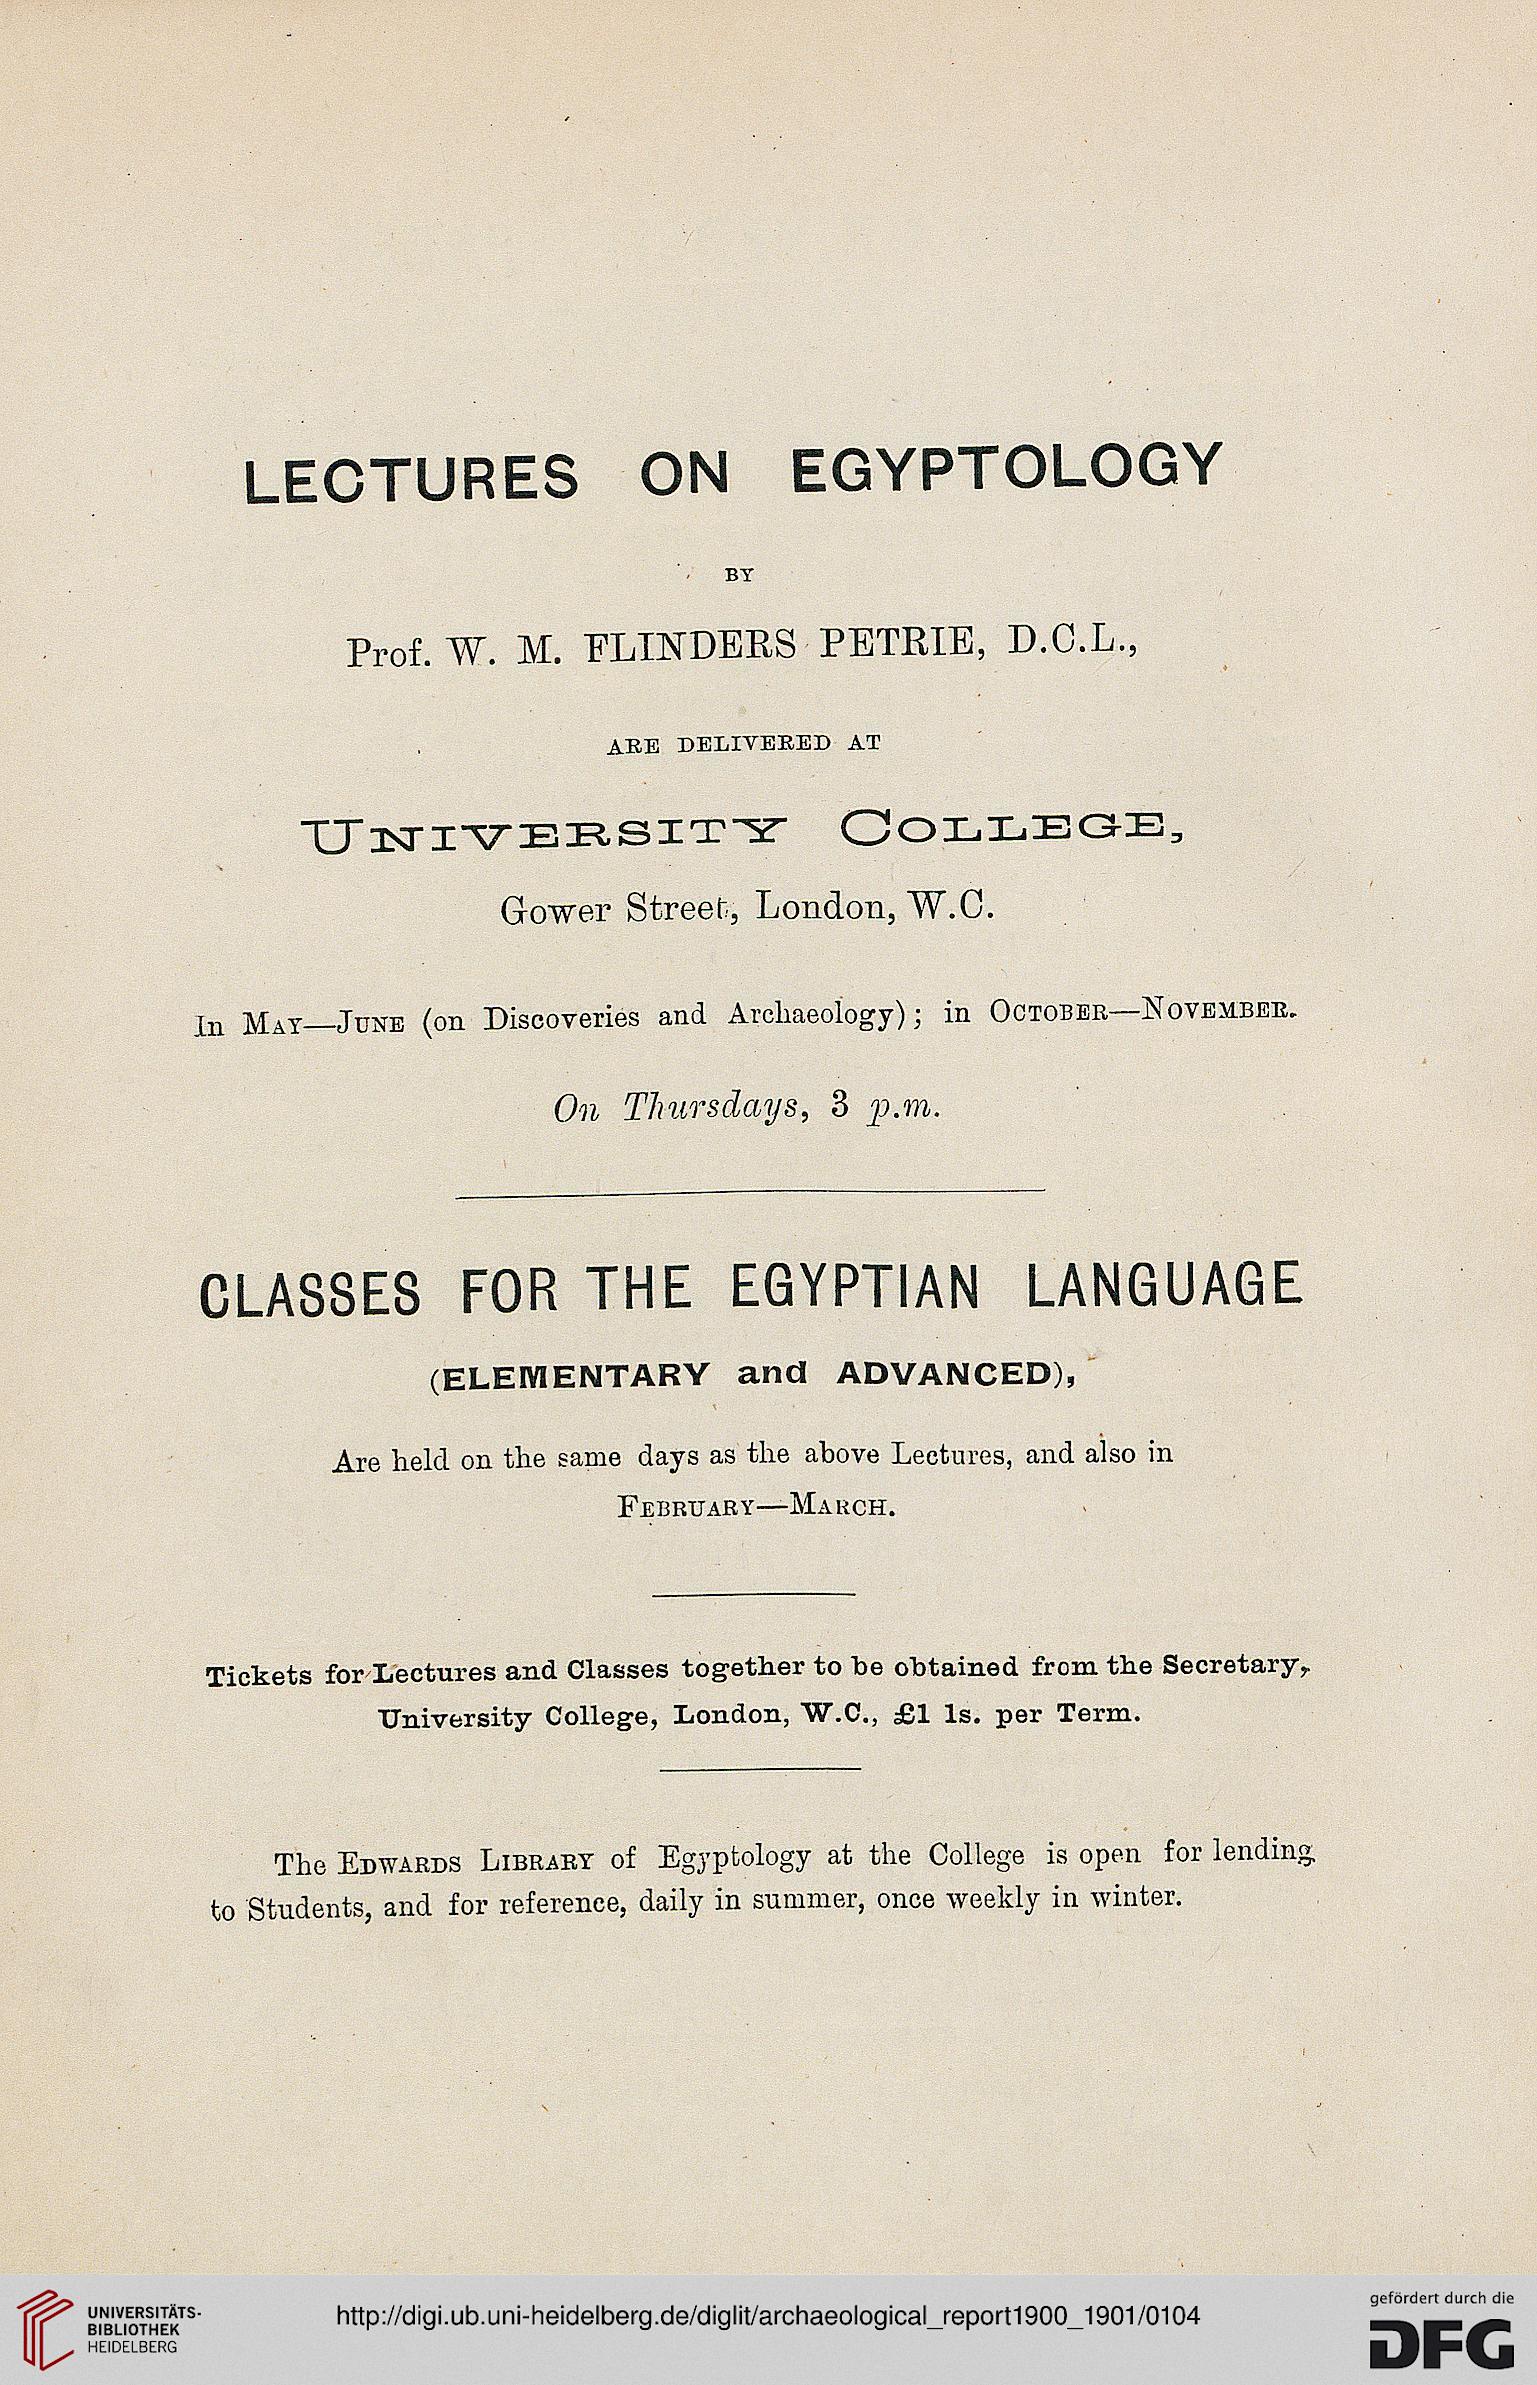 LECTURES ON EGYPTOLOGY
BY
Prof. W. M. FLINDERS PETRIE, D.C.L.,
ARE DELIVERED AT
UNIVERSITY COLLEGE,
Gower Street, London, W.C.
In MAY—JUNE (on Discoveries and Archaeology); in OCTOBER—NOVEMBER.
On Thursdays, 3 p.m.
CLASSES FOR THE EGYPTIAN LANGUAGE
(ELEMENTARY and ADVANCED),
Are held on the same days as the above Lectures, and also in
FEBRUARY—MARCH.
Tickets for Lectures and Classes together to be obtained from the Secretary,
University College, London, W.C., £1 1s. per Term.
The EDWARDS LIBRARY of Egyptology at the College is open for lending
to Students, and for reference, daily in summer, once weekly in winter.
UNIVERSITÄTS-
BIBLIOTHEK
HEIDELBERG
http://digi.ub.uni-heidelberg.de/diglit/archaeological_report1900_1901/0104
gefördert durch die
DFG